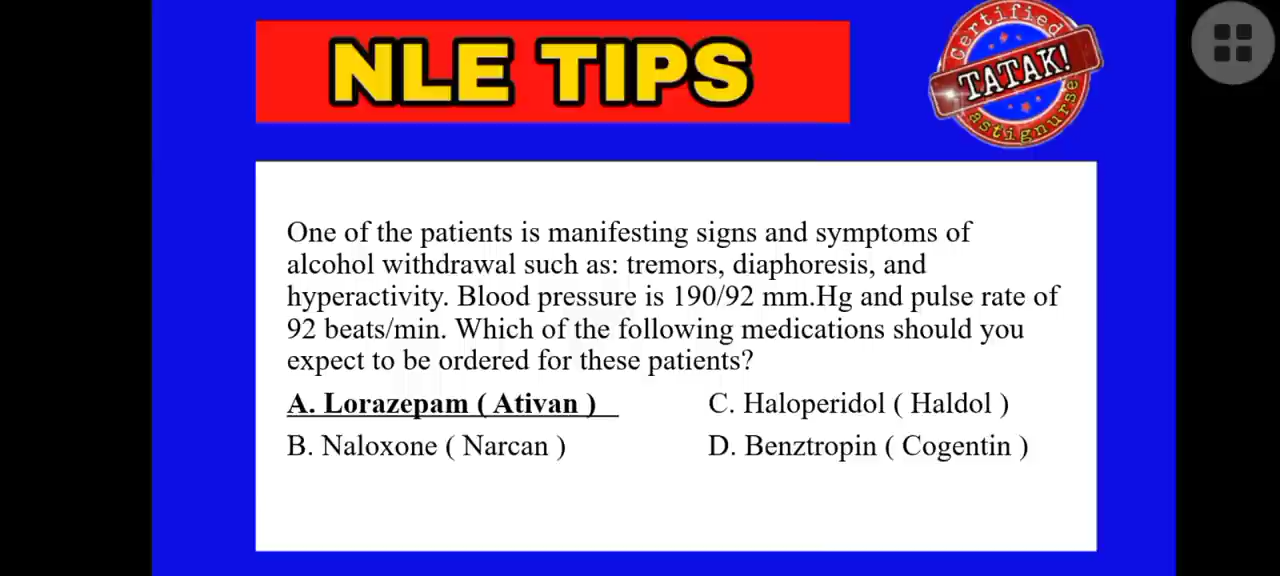 NLE TIPS
Certified
TATAK!
astignurse
One of the patients is manifesting signs and symptoms of
alcohol withdrawal such as: tremors, diaphoresis, and
hyperactivity. Blood pressure is 190/92 mm.Hg and pulse rate of
92 beats/min. Which of the following medications should you
expect to be ordered for these patients?
A. Lorazepam ( Ativan )
B. Naloxone ( Narcan )
C. Haloperidol ( Haldol )
D. Benztropin ( Cogentin )